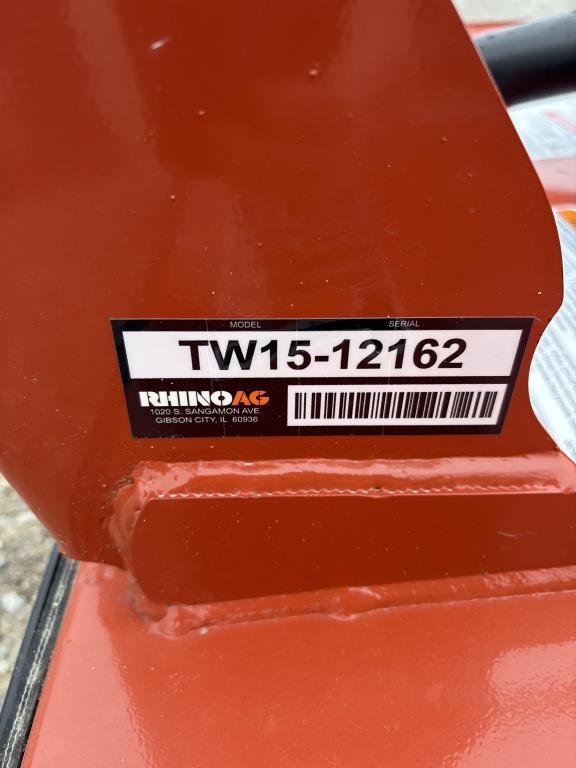 MODEL SERIAL
TW15-12162
RHINOAG
1020 S. SANGAMON AVE.
GIBSON CITY, IL 60936